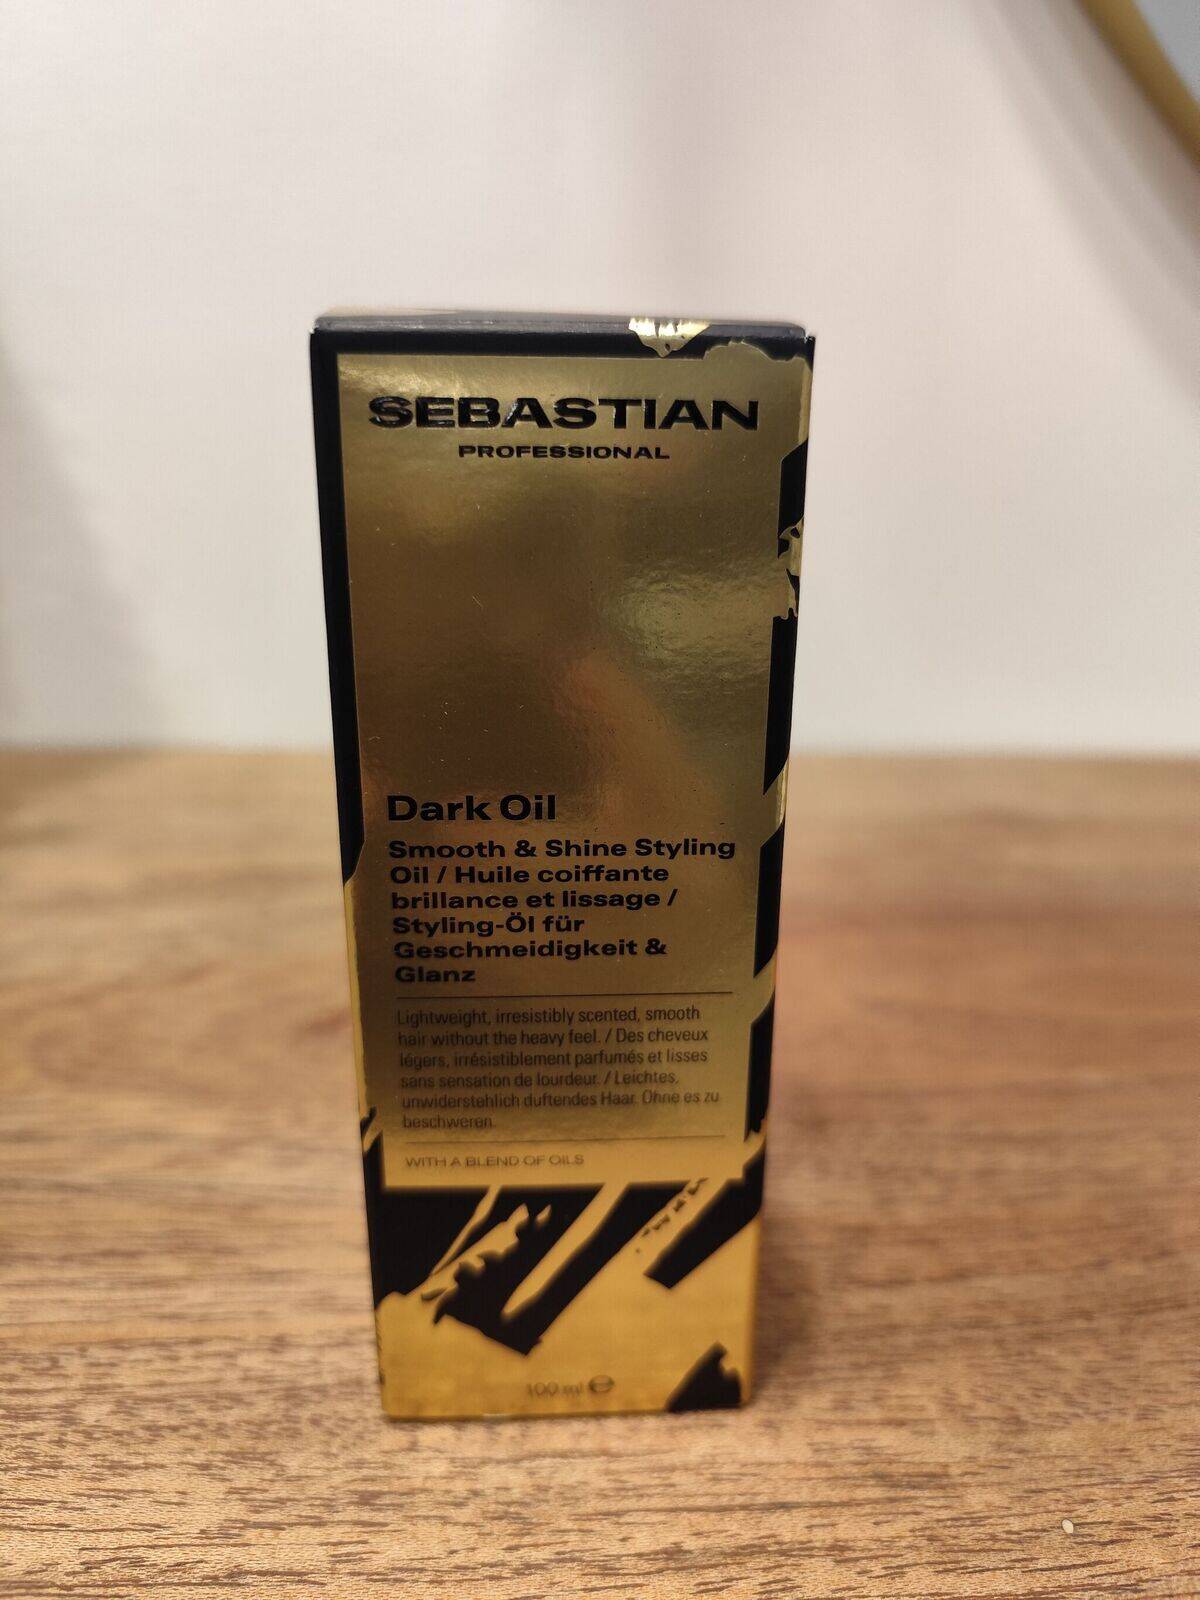 SEBASTIAN
PROFESSIONAL
Dark Oil
Smooth & Shine Styling
Oil / Huile coiffante
brillance et lissage /
Styling-Öl für
Geschmeidigkeit &
Glanz
Lightweight, irresistibly scented, smooth
hair without the heavy feel. / Des cheveux
légers, irrésistiblement parfumés et lisses
sans sensation de lourdeur. / Leichtes,
unwiderstehlich duftendes Haar. Ohne es zu
beschweren.
WITH A BLEND OF OILS
100 ml ℮